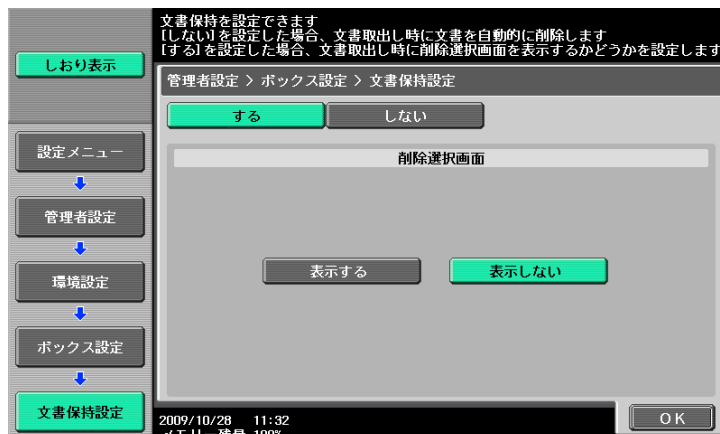 文書保持を設定できます
[しない]を設定した場合、文書取出し時に文書を自動的に削除します
[する]を設定した場合、文書取出し時に削除選択画面を表示するかどうかを設定します
しおり表示
管理者設定 > ボックス設定 > 文書保持設定
する
しない
設定メニュー
削除選択画面
管理者設定
表示する
表示しない
環境設定
ボックス設定
文書保持設定
2009/10/28 11:32
メモリー残量 100%
OK